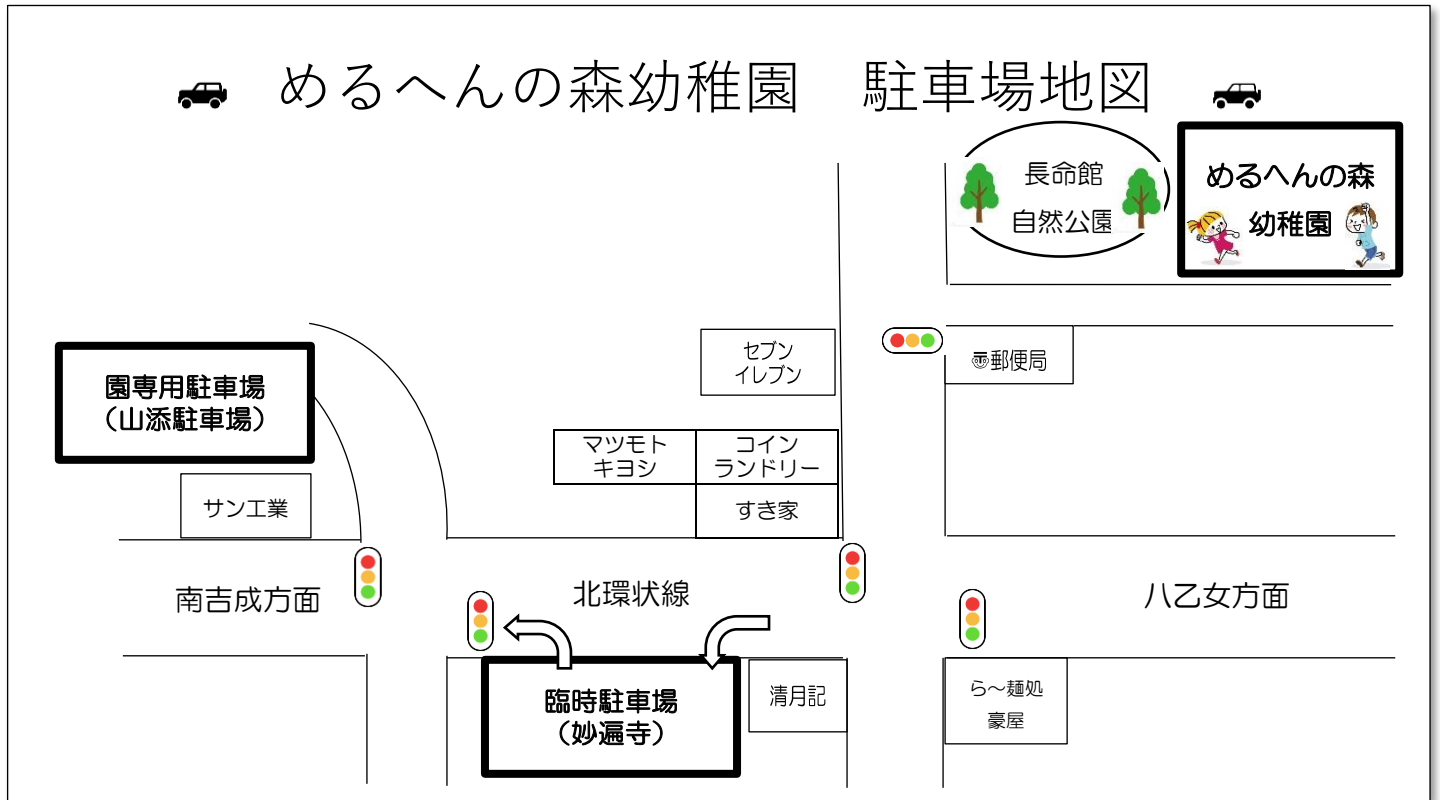 めるへんの森幼稚園　駐車場地図
長命館
自然公園
めるへんの森
幼稚園
セブン
イレブン
〠郵便局
園専用駐車場
(山添駐車場)
マツモト
キヨシ
コイン
ランドリー
サン工業
すき家
南吉成方面
北環状線
八乙女方面
臨時駐車場
(妙遍寺)
清月記
ら～麺処
豪屋